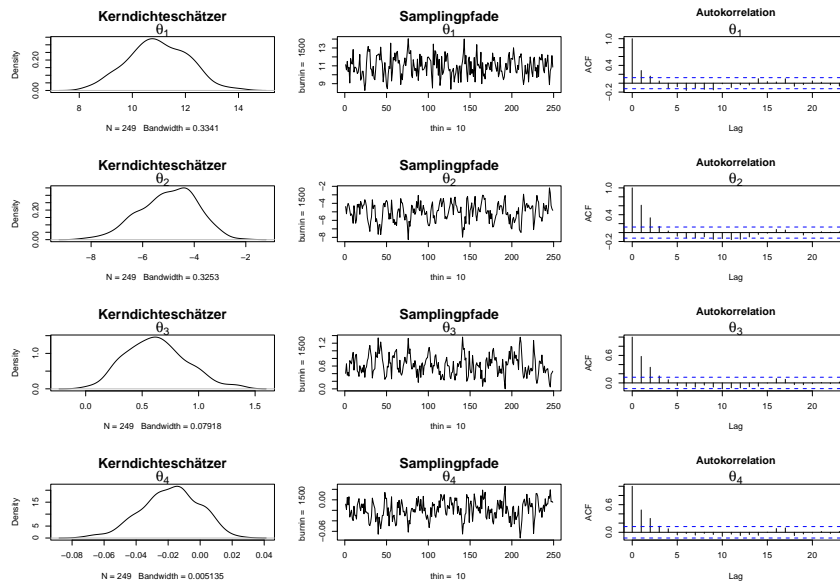 Kerndichteschätzer
θ1
Density
0.00 0.20
8 10 12 14
N = 249 Bandwidth = 0.3341
Samplingpfade
θ1
burnin = 1500
9 11 13
0 50 100 150 200 250
thin = 10
Autokorrelation
θ1
ACF
-0.2 0.4 1.0
0 5 10 15 20
Lag
Kerndichteschätzer
θ2
Density
0.00 0.20
-8 -6 -4 -2
N = 249 Bandwidth = 0.3253
Samplingpfade
θ2
burnin = 1500
-8 -6 -4 -2
0 50 100 150 200 250
thin = 10
Autokorrelation
θ2
ACF
-0.2 0.4 1.0
0 5 10 15 20
Lag
Kerndichteschätzer
θ3
Density
0.0 1.0
0.0 0.5 1.0 1.5
N = 249 Bandwidth = 0.07918
Samplingpfade
θ3
burnin = 1500
0.0 0.6 1.2
0 50 100 150 200 250
thin = 10
Autokorrelation
θ3
ACF
0.0 0.6
0 5 10 15 20
Lag
Kerndichteschätzer
θ4
Density
0 5 15
-0.08 -0.06 -0.04 -0.02 0.00 0.02 0.04
N = 249 Bandwidth = 0.005135
Samplingpfade
θ4
burnin = 1500
-0.06 0.00
0 50 100 150 200 250
thin = 10
Autokorrelation
θ4
ACF
0.0 0.6
0 5 10 15 20
Lag